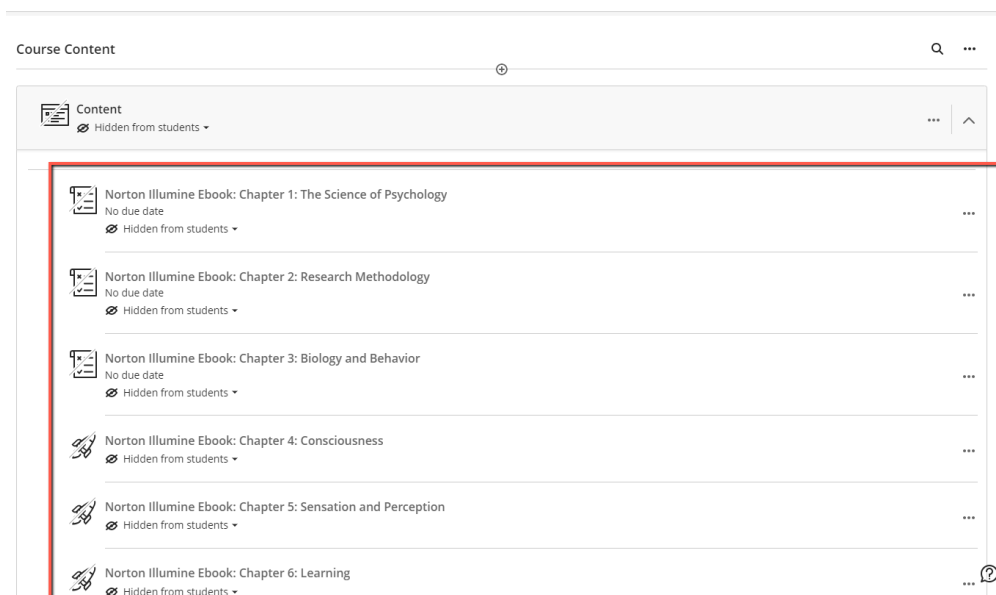 Course Content
Content
Hidden from students
Norton Illumine Ebook: Chapter 1: The Science of Psychology
No due date
Hidden from students
Norton Illumine Ebook: Chapter 2: Research Methodology
No due date
Hidden from students
Norton Illumine Ebook: Chapter 3: Biology and Behavior
No due date
Hidden from students
Norton Illumine Ebook: Chapter 4: Consciousness
Hidden from students
Norton Illumine Ebook: Chapter 5: Sensation and Perception
Hidden from students
Norton Illumine Ebook: Chapter 6: Learning
Hidden from students